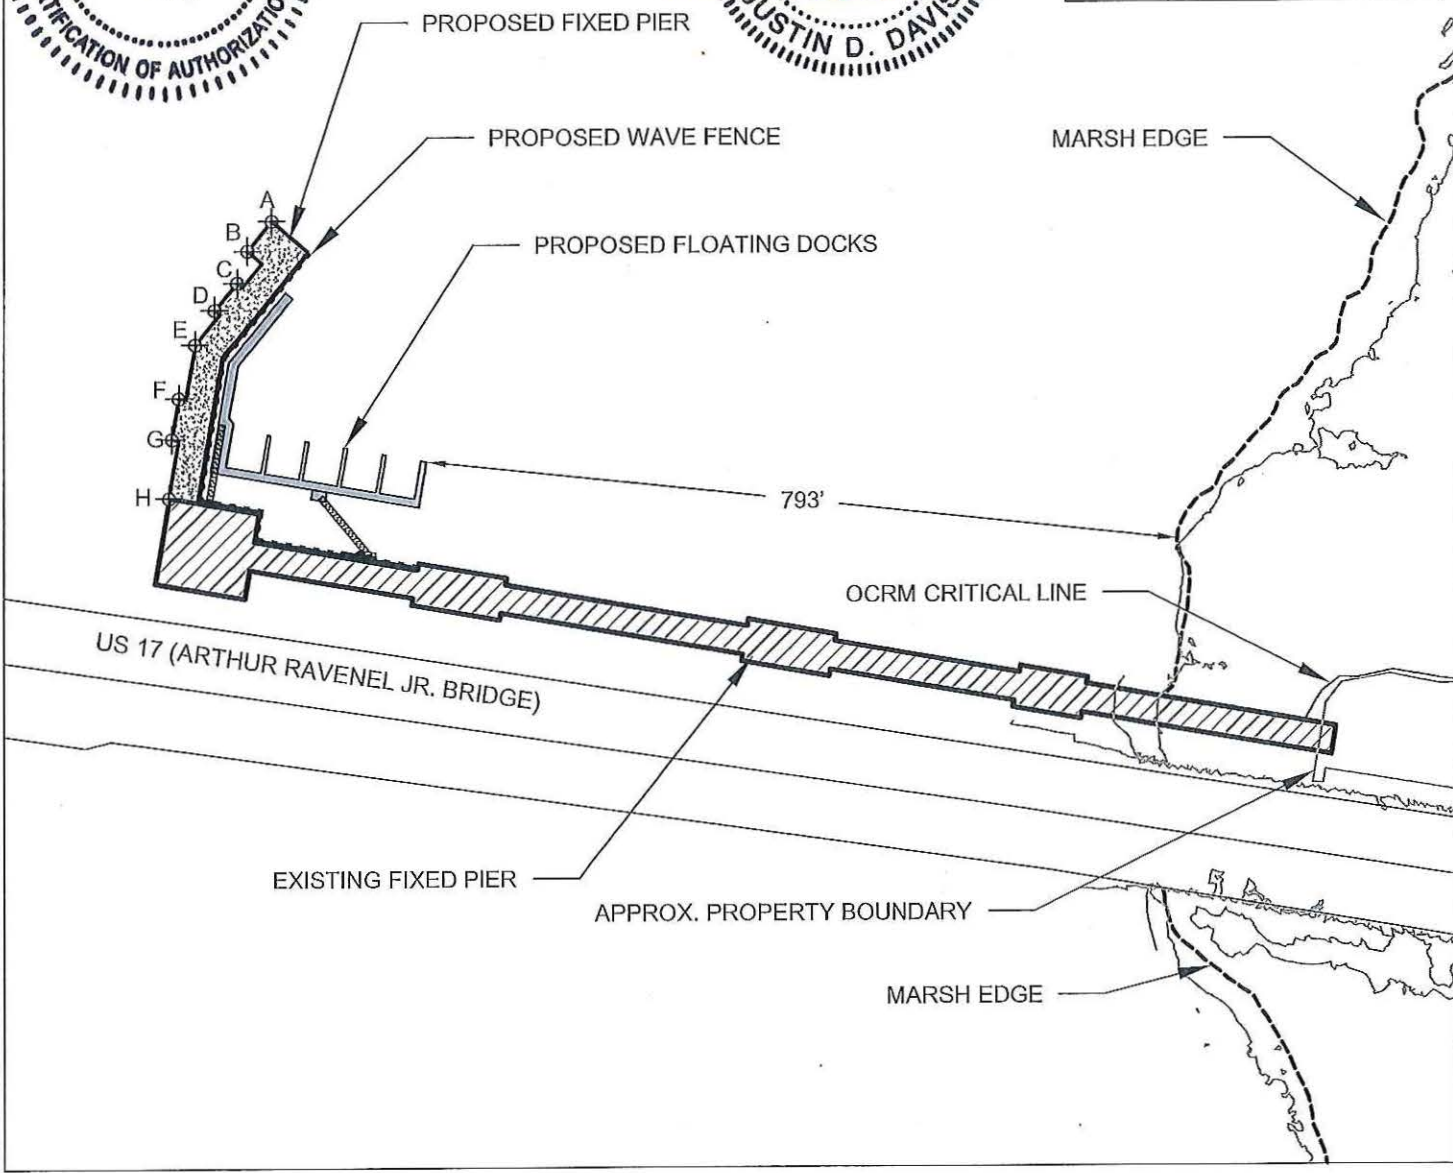 PROPOSED FIXED PIER
OF AUTHORIZATION
JUSTIN D. DAVIS
PROPOSED WAVE FENCE
MARSH EDGE
PROPOSED FLOATING DOCKS
A
B
C
D
E
F
G
H
793'
OCRM CRITICAL LINE
US 17 (ARTHUR RAVENEL JR. BRIDGE)
EXISTING FIXED PIER
APPROX. PROPERTY BOUNDARY
MARSH EDGE